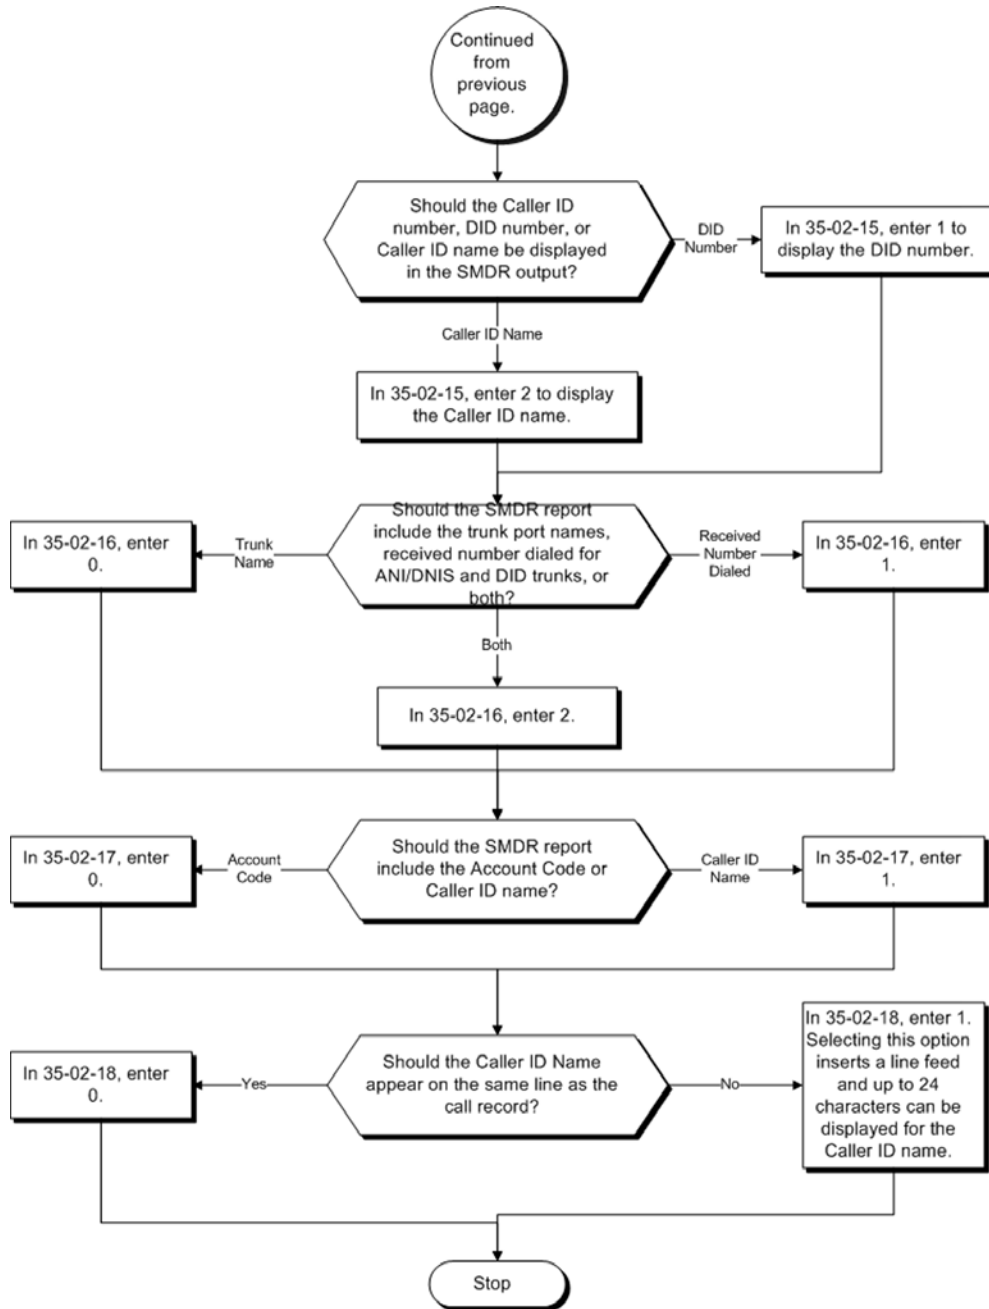 Continued
from
previous
page.
Should the Caller ID
number, DID number, or
Caller ID name be displayed
in the SMDR output?
DID
Number
In 35-02-15, enter 1 to
display the DID number.
Caller ID Name
In 35-02-15, enter 2 to display
the Caller ID name.
Should the SMDR report
include the trunk port names,
received number dialed for
ANI/DNIS and DID trunks, or
both?
Trunk
Name
In 35-02-16, enter
0.
Received
Number
Dialed
In 35-02-16, enter
1.
Both
In 35-02-16, enter 2.
Should the SMDR report
include the Account Code or
Caller ID name?
Account
Code
In 35-02-17, enter
0.
Caller ID
Name
In 35-02-17, enter
1.
Should the Caller ID Name
appear on the same line as the
call record?
Yes
In 35-02-18, enter
0.
No
In 35-02-18, enter 1.
Selecting this option
inserts a line feed
and up to 24
characters can be
displayed for the
Caller ID name.
Stop